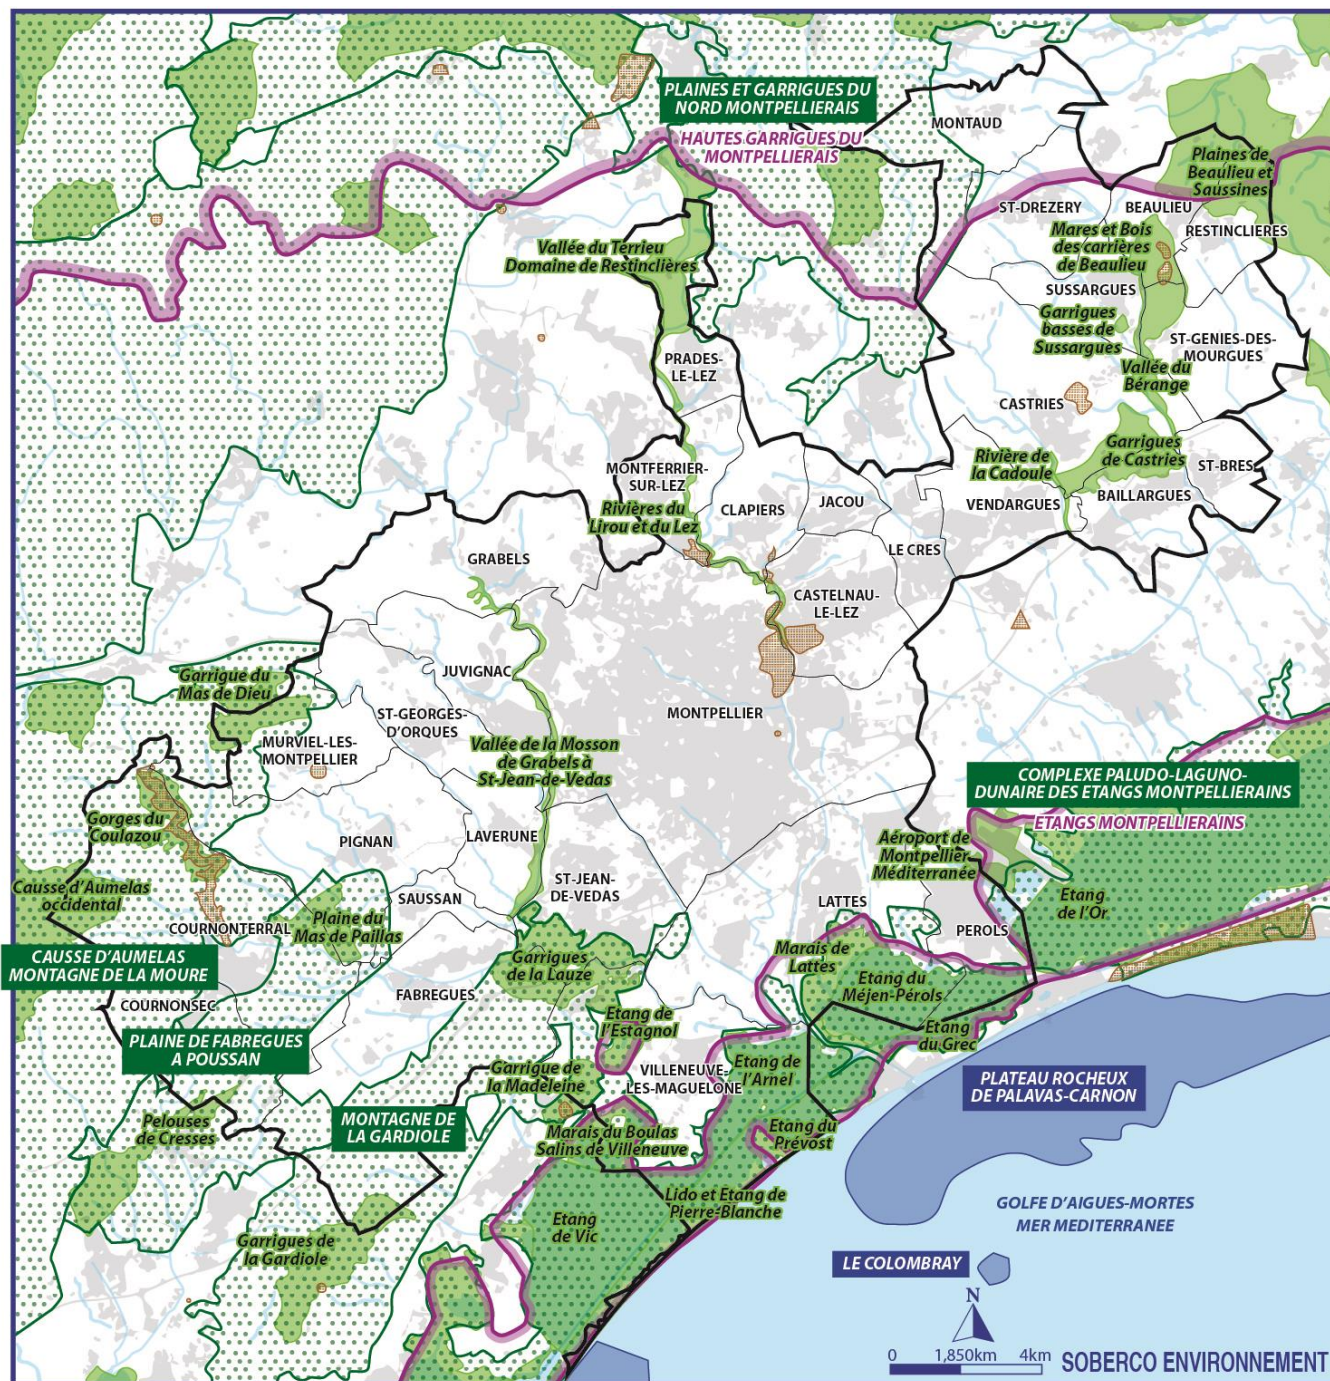 PLAINES ET GARRIGUES DU
NORD MONTPELLIERAIS
HAUTES GARRIGUES DU
MONTPELLIERAIS
MONTAUD
Plaines de
Beaulieu et
Saussines
ST-DREZERY
BEAULIEU
RESTINCLIERES
Mares et Bois
des carrières
de Beaulieu
Vallée du Terrieu
Domaine de Restinclières
SUSSARGUES
Garrigues
basses de
Sussargues
ST-GENIES-DES-
MOURGUES
PRADES-
LE-LEZ
Vallée du
Bérange
CASTRIES
Garrigues
de Castries
Rivière de
la Cadoule
ST-BRES
MONTFERRIER-
SUR-LEZ
BAILLARGUES
VENDARGUES
JACOU
CLAPIERS
Rivières du
Lirou et du Lez
LE CRES
GRABELS
CASTELNAU-
LE-LEZ
JUVIGNAC
Garrigue du
Mas de Dieu
ST-GEORGES-
D'ORQUES
MONTPELLIER
MURVIEL-LES-
MONTPELLIER
Vallée de la Mosson
de Grabels à
St-Jean-de-Vedas
COMPLEXE PALUDO-LAGUNO-
DUNAIRE DES ETANGS MONTPELLIERAINS
ETANGS MONTPELLIERAINS
Gorges du
Coulazou
PIGNAN
LAVERUNE
Aéroport de
Montpellier
Méditerranée
Causse d'Aumelas
occidental
ST-JEAN-
DE-VEDAS
SAUSSAN
LATTES
Etang
de l'Or
Plaine du
Mas de Paillas
COURNONTERRAL
PEROLS
CAUSSE D'AUMELAS
MONTAGNE DE LA MOURE
Garrigues
de la Lauze
Marais de
Lattes
Etang du
Méjen-Pérols
FABREGUES
COURNONSEC
Etang de
l'Estagnol
Etang
du Grec
PLAINE DE FABREGUES
A POUSSAN
Garrigue de
la Madeleine
VILLENEUVE-
LES-MAGUELONE
Etang de
l'Arnel
PLATEAU ROCHEUX
DE PALAVAS-CARNON
Pelouses
de Cresses
MONTAGNE DE
LA GARDIOLE
Marais du Boulas
Salins de Villeneuve
Etang du
Prévost
Lido et Etang de
Pierre-Blanche
GOLFE D'AIGUES-MORTES
MER MEDITERRANEE
Etang
de Vic
Garrigues de
la Gardiole
LE COLOMBRAY
N
0 1,850km 4km
SOBERCO ENVIRONNEMENT